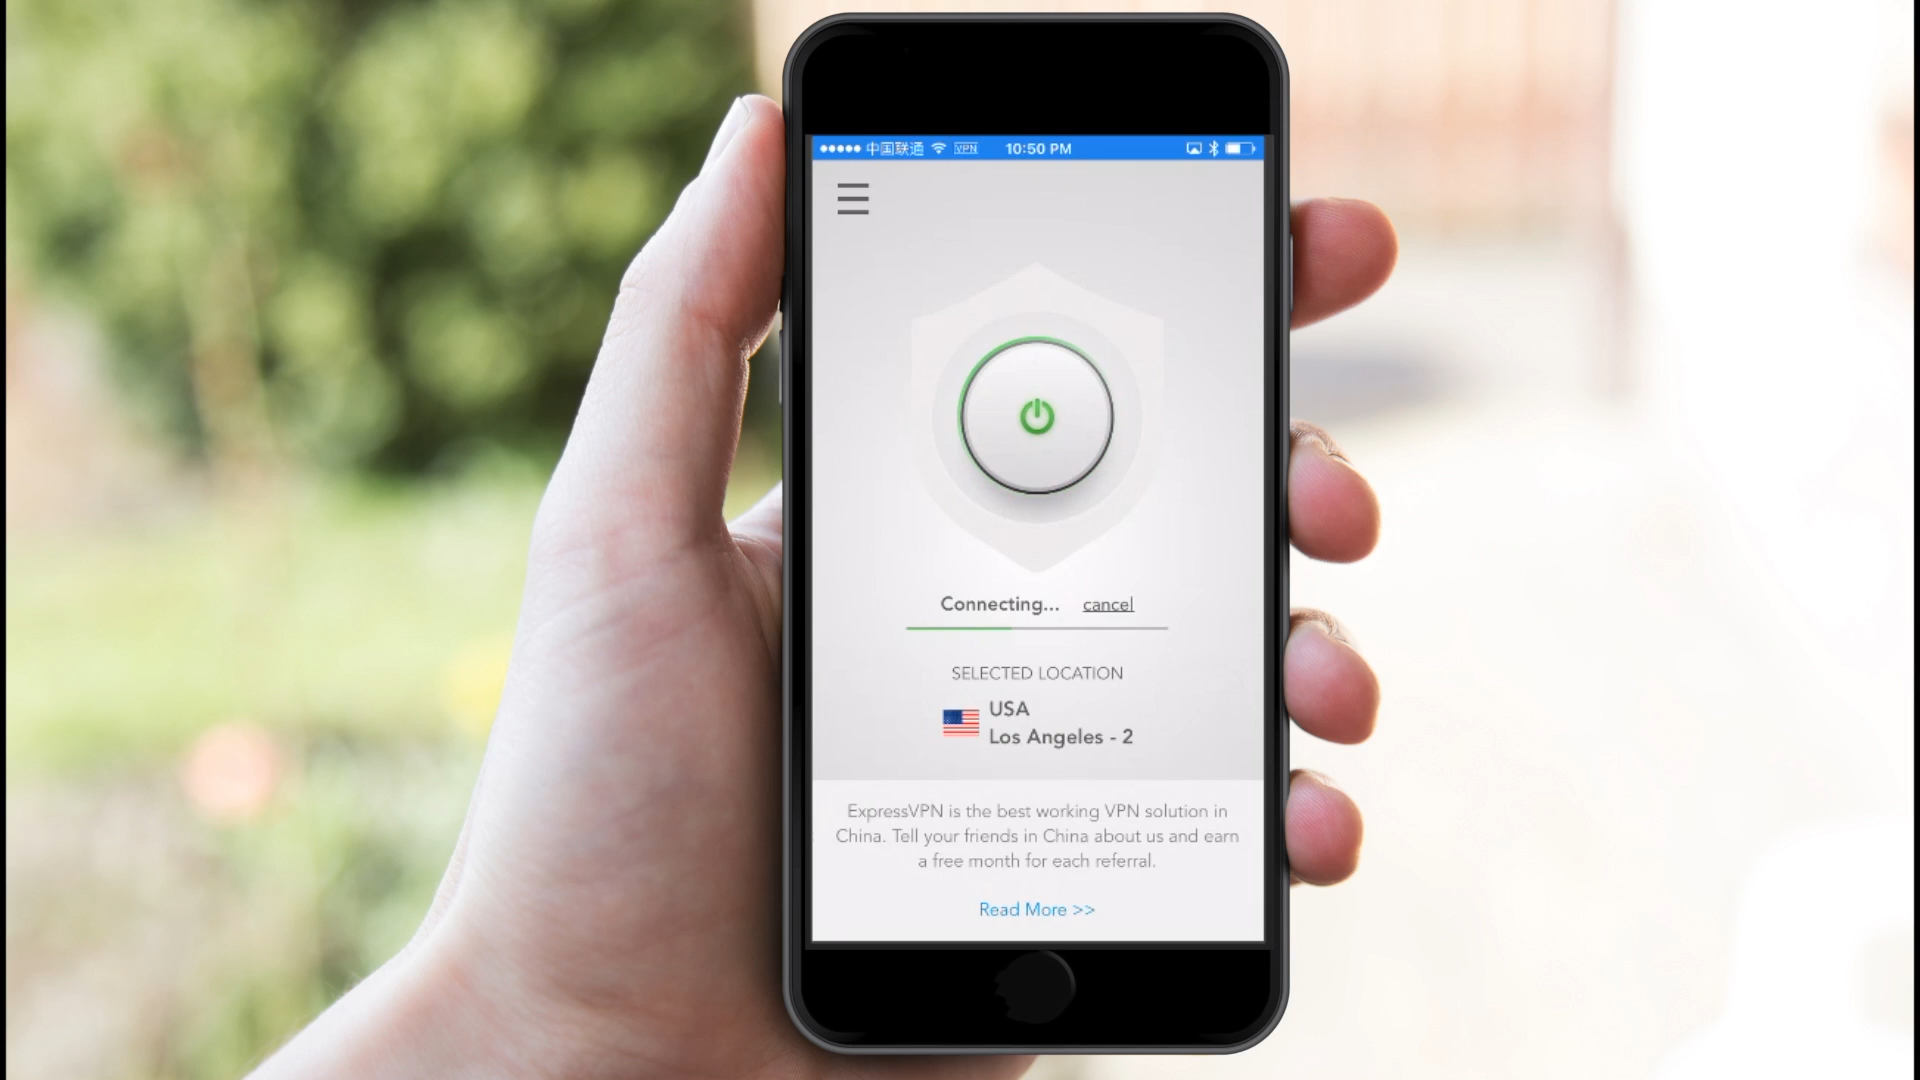 中国联通 VPN 10:50 PM
Connecting... cancel
SELECTED LOCATION
USA
Los Angeles - 2
ExpressVPN is the best working VPN solution in
China. Tell your friends in China about us and earn
a free month for each referral.
Read More >>